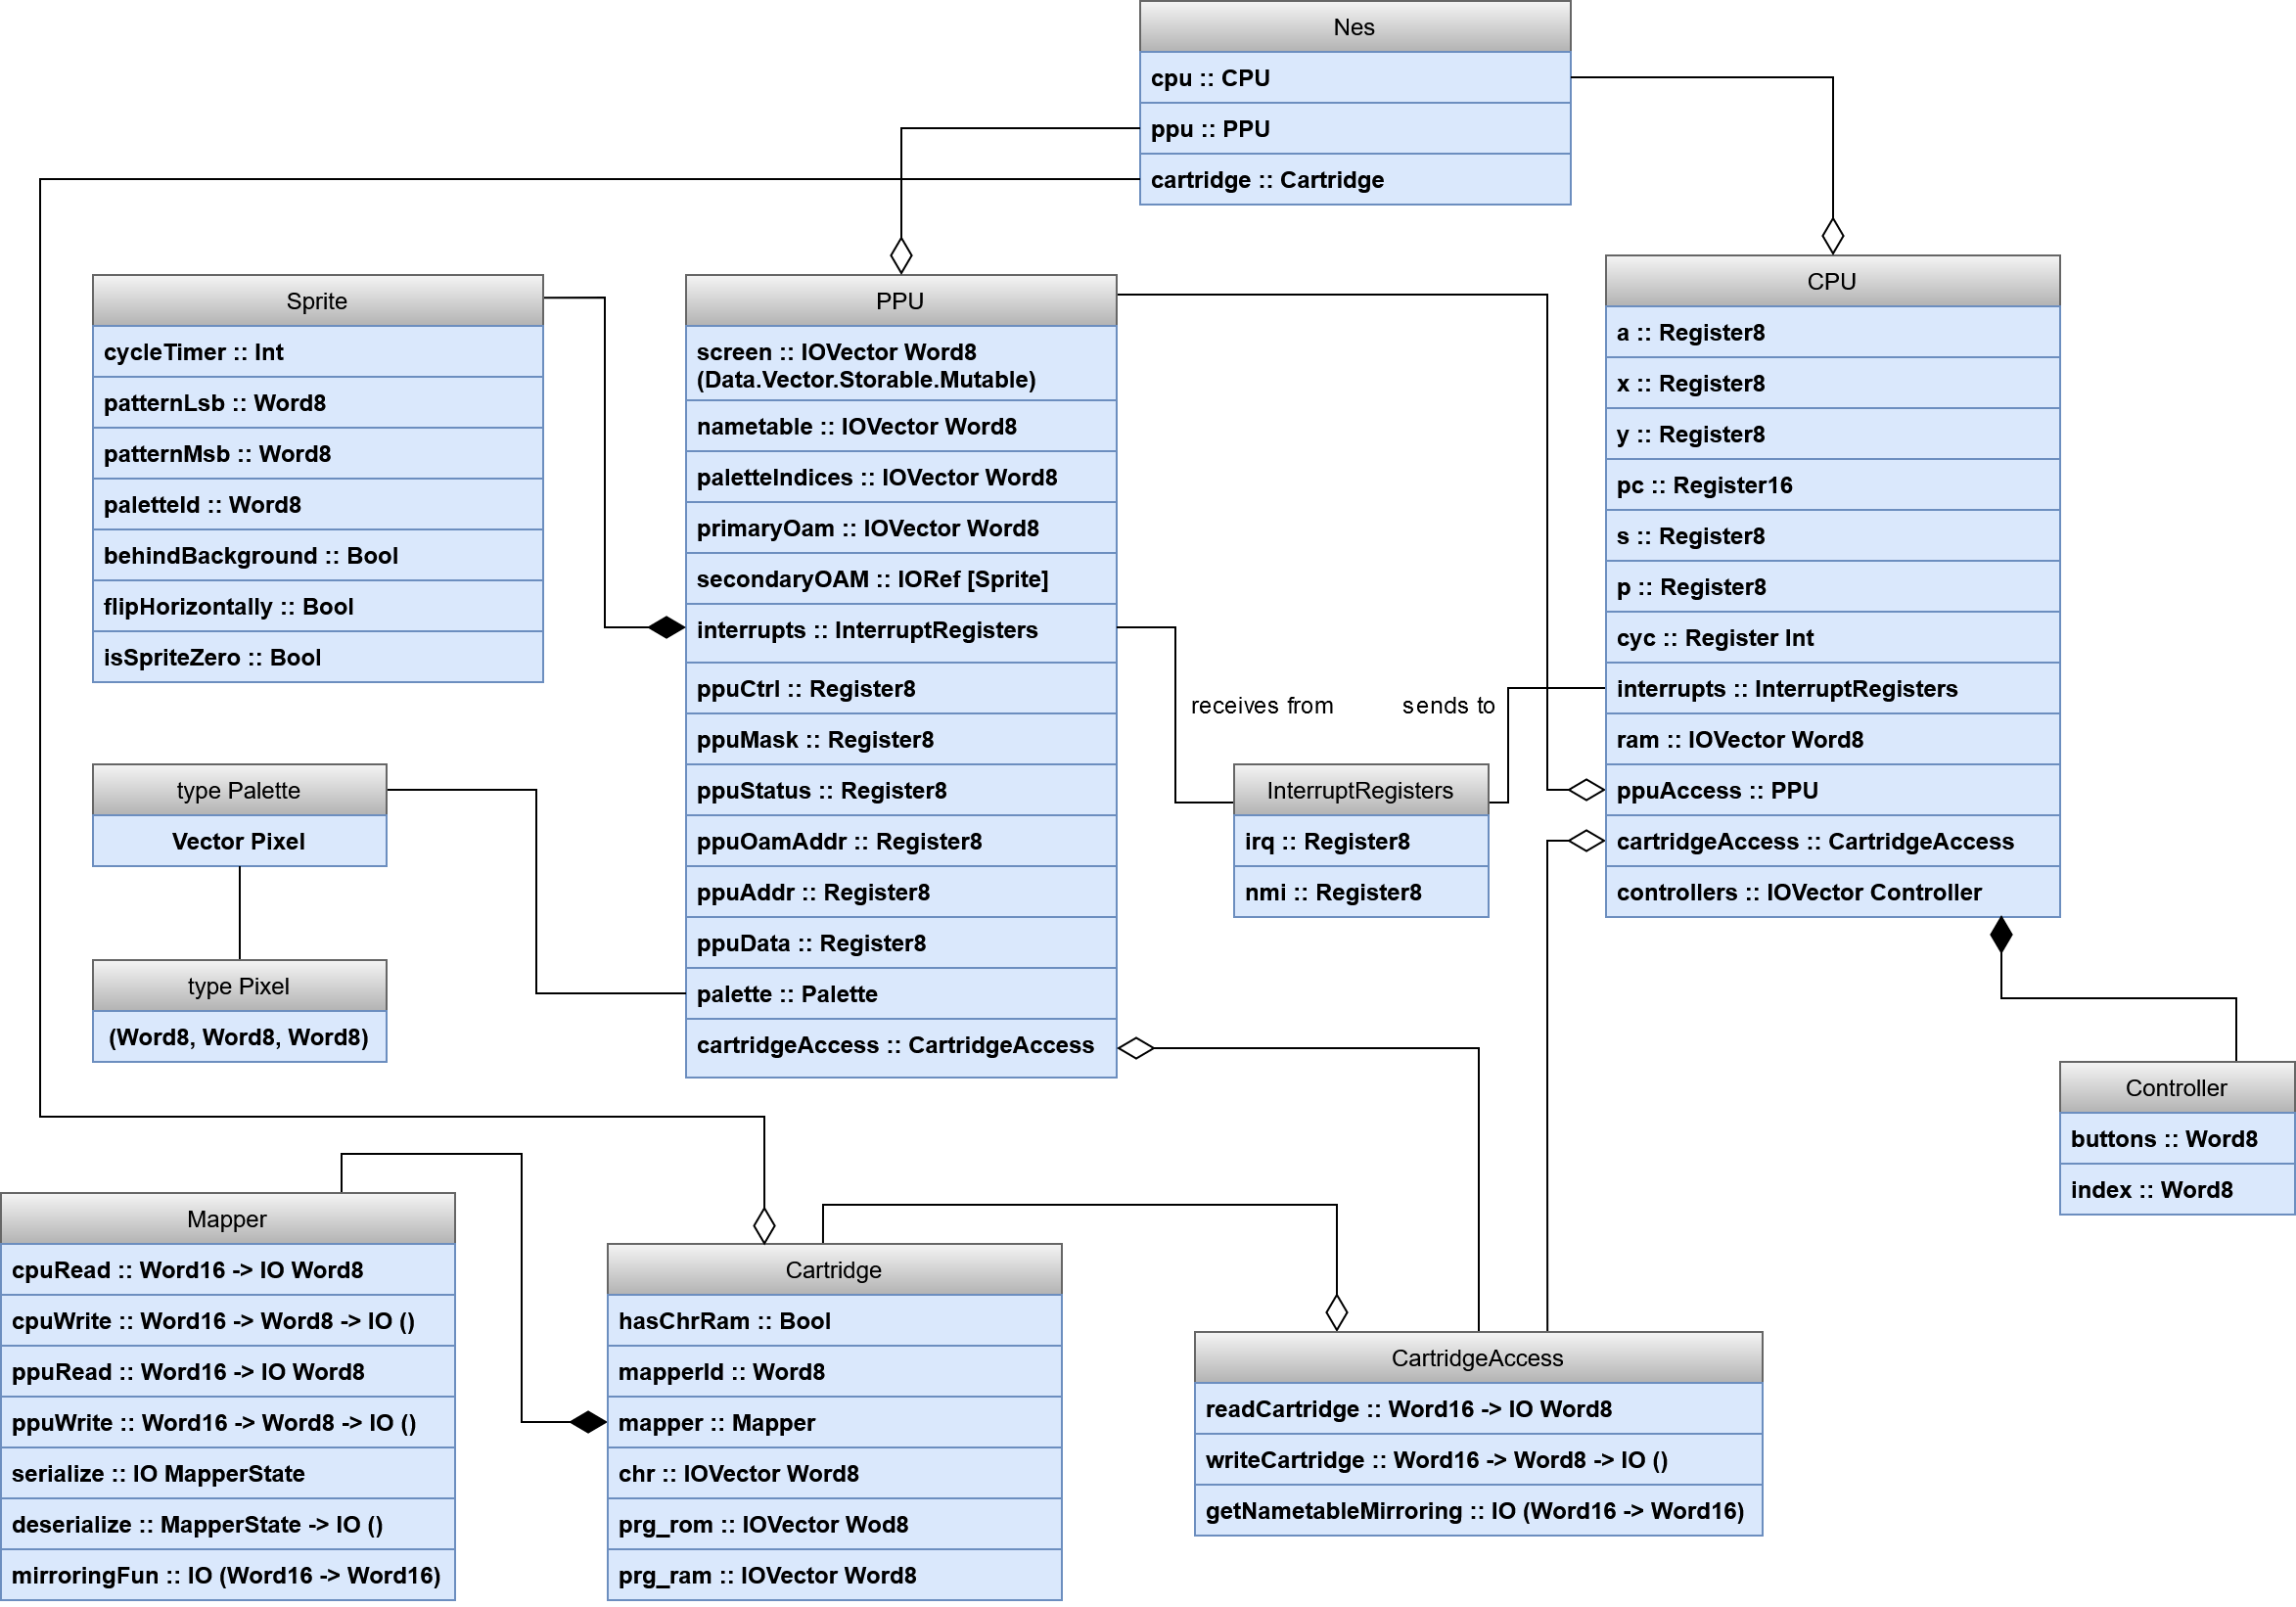 Nes
cpu :: CPU
ppu :: PPU
cartridge :: Cartridge
Sprite
cycleTimer :: Int
patternLsb :: Word8
patternMsb :: Word8
paletteId :: Word8
behindBackground :: Bool
flipHorizontally :: Bool
isSpriteZero :: Bool
PPU
screen :: IOVector Word8
(Data.Vector.Storable.Mutable)
nametable :: IOVector Word8
paletteIndices :: IOVector Word8
primaryOam :: IOVector Word8
secondaryOAM :: IORef [Sprite]
interrupts :: InterruptRegisters
ppuCtrl :: Register8
ppuMask :: Register8
ppuStatus :: Register8
ppuOamAddr :: Register8
ppuAddr :: Register8
ppuData :: Register8
palette :: Palette
cartridgeAccess :: CartridgeAccess
CPU
a :: Register8
x :: Register8
y :: Register8
pc :: Register16
s :: Register8
p :: Register8
cyc :: Register Int
interrupts :: InterruptRegisters
ram :: IOVector Word8
ppuAccess :: PPU
cartridgeAccess :: CartridgeAccess
controllers :: IOVector Controller
receives from
sends to
InterruptRegisters
irq :: Register8
nmi :: Register8
type Palette
Vector Pixel
type Pixel
(Word8, Word8, Word8)
Controller
buttons :: Word8
index :: Word8
Mapper
cpuRead :: Word16 -> IO Word8
cpuWrite :: Word16 -> Word8 -> IO ()
ppuRead :: Word16 -> IO Word8
ppuWrite :: Word16 -> Word8 -> IO ()
serialize :: IO MapperState
deserialize :: MapperState -> IO ()
mirroringFun :: IO (Word16 -> Word16)
Cartridge
hasChrRam :: Bool
mapperId :: Word8
mapper :: Mapper
chr :: IOVector Word8
prg_rom :: IOVector Wod8
prg_ram :: IOVector Word8
CartridgeAccess
readCartridge :: Word16 -> IO Word8
writeCartridge :: Word16 -> Word8 -> IO ()
getNametableMirroring :: IO (Word16 -> Word16)